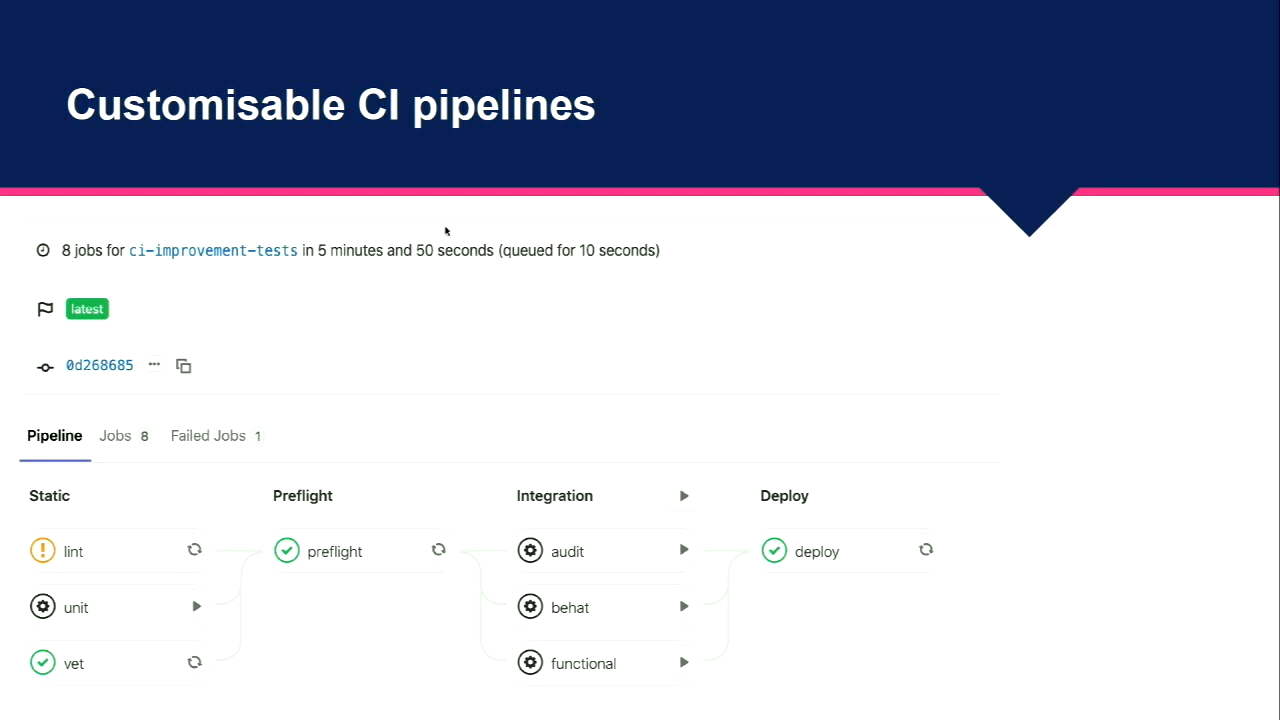 Customisable CI pipelines
8 jobs for ci-improvement-tests in 5 minutes and 50 seconds (queued for 10 seconds)
latest
0d268685 ...
Pipeline Jobs 8 Failed Jobs 1
Static Preflight Integration Deploy
lint preflight audit deploy
unit behat
vet functional